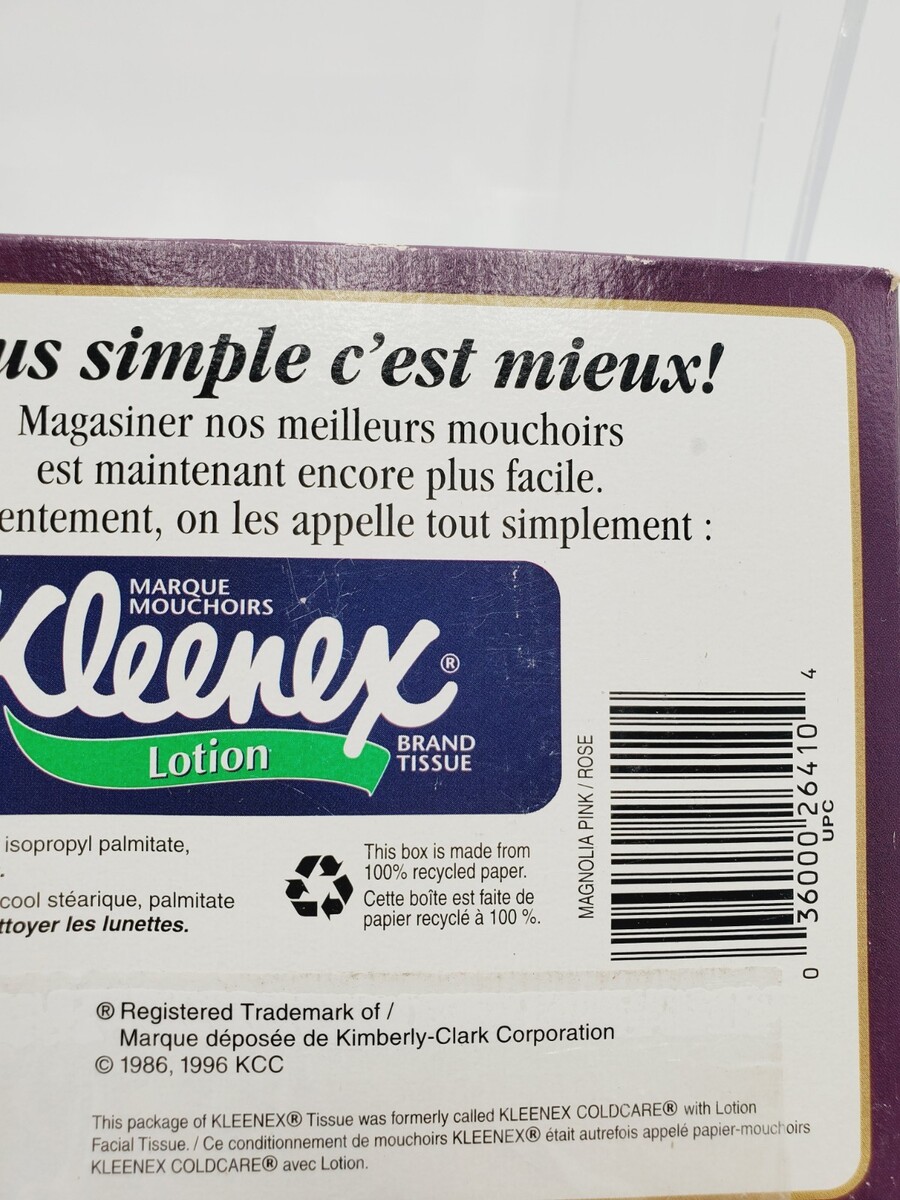 us simple c'est mieux!
Magasiner nos meilleurs mouchoirs
est maintenant encore plus facile.
entement, on les appelle tout simplement :
MARQUE
MOUCHOIRS
Kleenex®
Lotion
BRAND
TISSUE
isopropyl palmitate,
cool stéarique, palmitate
ttoyer les lunettes.
This box is made from
100% recycled paper.
Cette boîte est faite de
papier recyclé à 100 %.
MAGNOLIA PINK / ROSE
0 36000 26410 4
UPC
® Registered Trademark of /
Marque déposée de Kimberly-Clark Corporation
© 1986, 1996 KCC
This package of KLEENEX® Tissue was formerly called KLEENEX COLDCARE® with Lotion
Facial Tissue. / Ce conditionnement de mouchoirs KLEENEX® était autrefois appelé papier-mouchoirs
KLEENEX COLDCARE® avec Lotion.